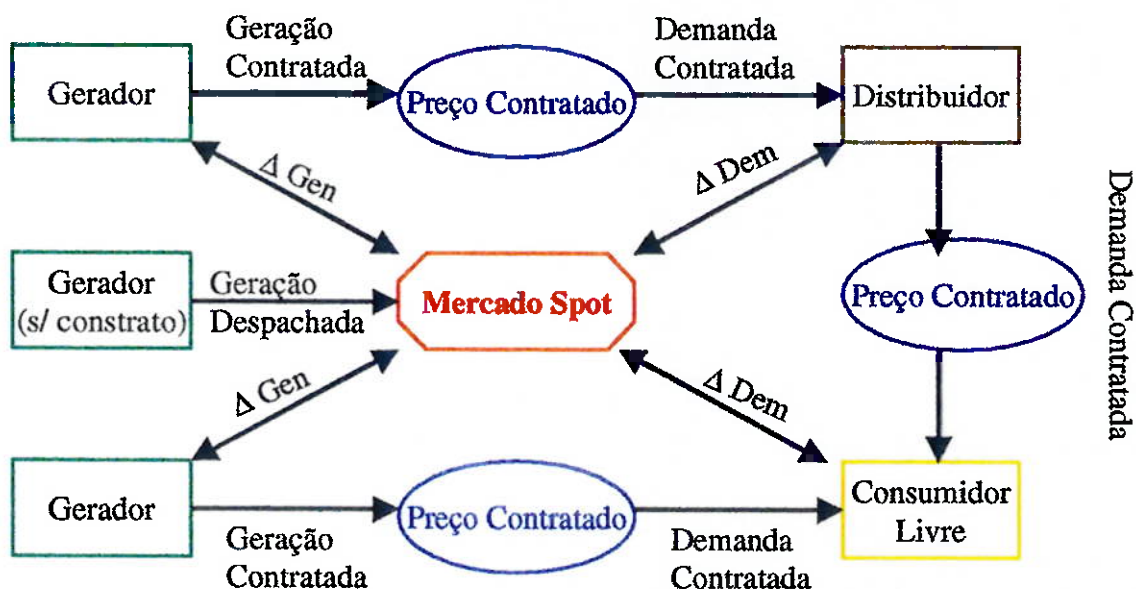 Geração
Contratada
Demanda
Contratada
Gerador
Preço Contratado
Distribuidor
Δ Gen
Δ Dem
Demanda Contratada
Gerador
(s/ constrato)
Geração
Despachada
Mercado Spot
Preço Contratado
Δ Gen
Δ Dem
Gerador
Preço Contratado
Consumidor
Livre
Geração
Contratada
Demanda
Contratada